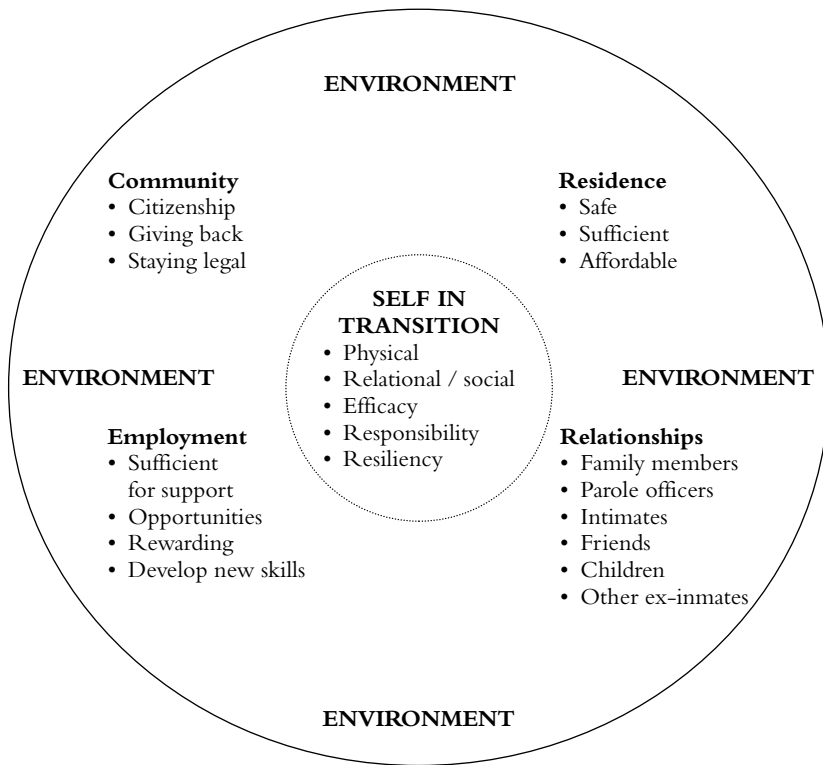 ENVIRONMENT
Community
• Citizenship
• Giving back
• Staying legal
Residence
• Safe
• Sufficient
• Affordable
SELF IN
TRANSITION
• Physical
• Relational / social
• Efficacy
• Responsibility
• Resiliency
ENVIRONMENT
ENVIRONMENT
Employment
• Sufficient
for support
• Opportunities
• Rewarding
• Develop new skills
Relationships
• Family members
• Parole officers
• Intimates
• Friends
• Children
• Other ex-inmates
ENVIRONMENT